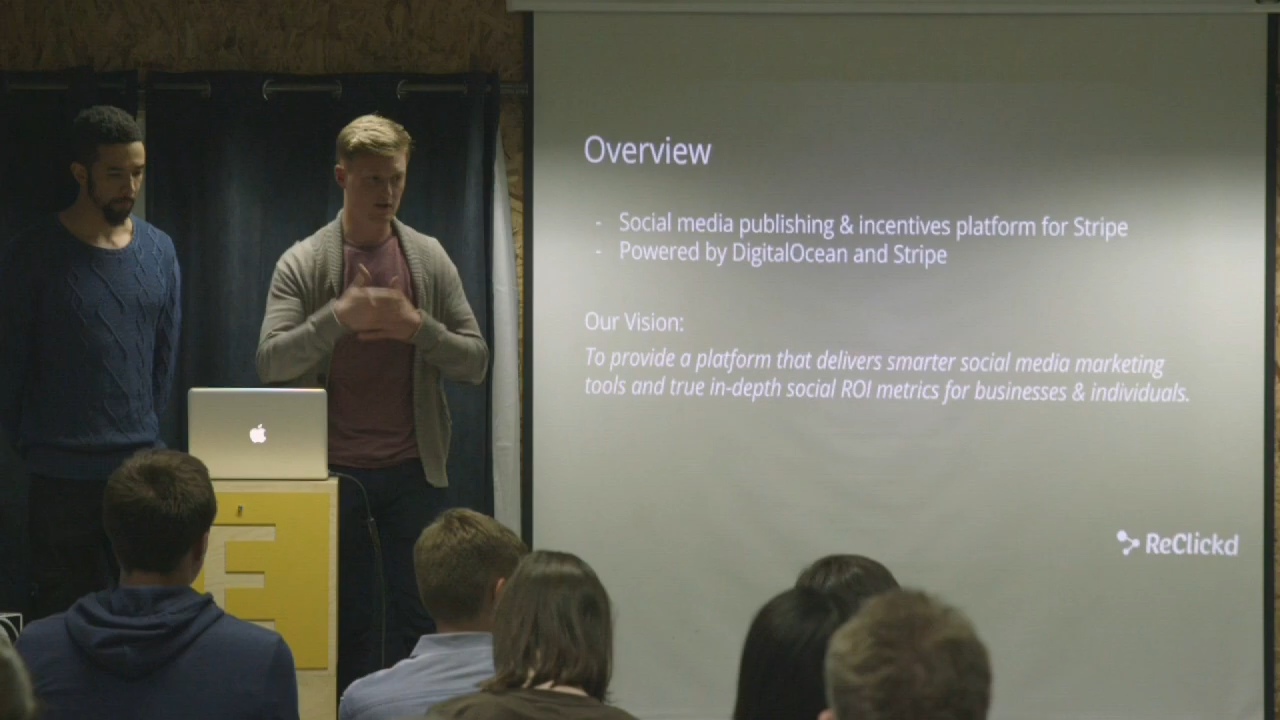 Overview
- Social media publishing & incentives platform for Stripe
- Powered by DigitalOcean and Stripe
Our Vision:
To provide a platform that delivers smarter social media marketing
tools and true in-depth social ROI metrics for businesses & individuals.
ReClickd
E